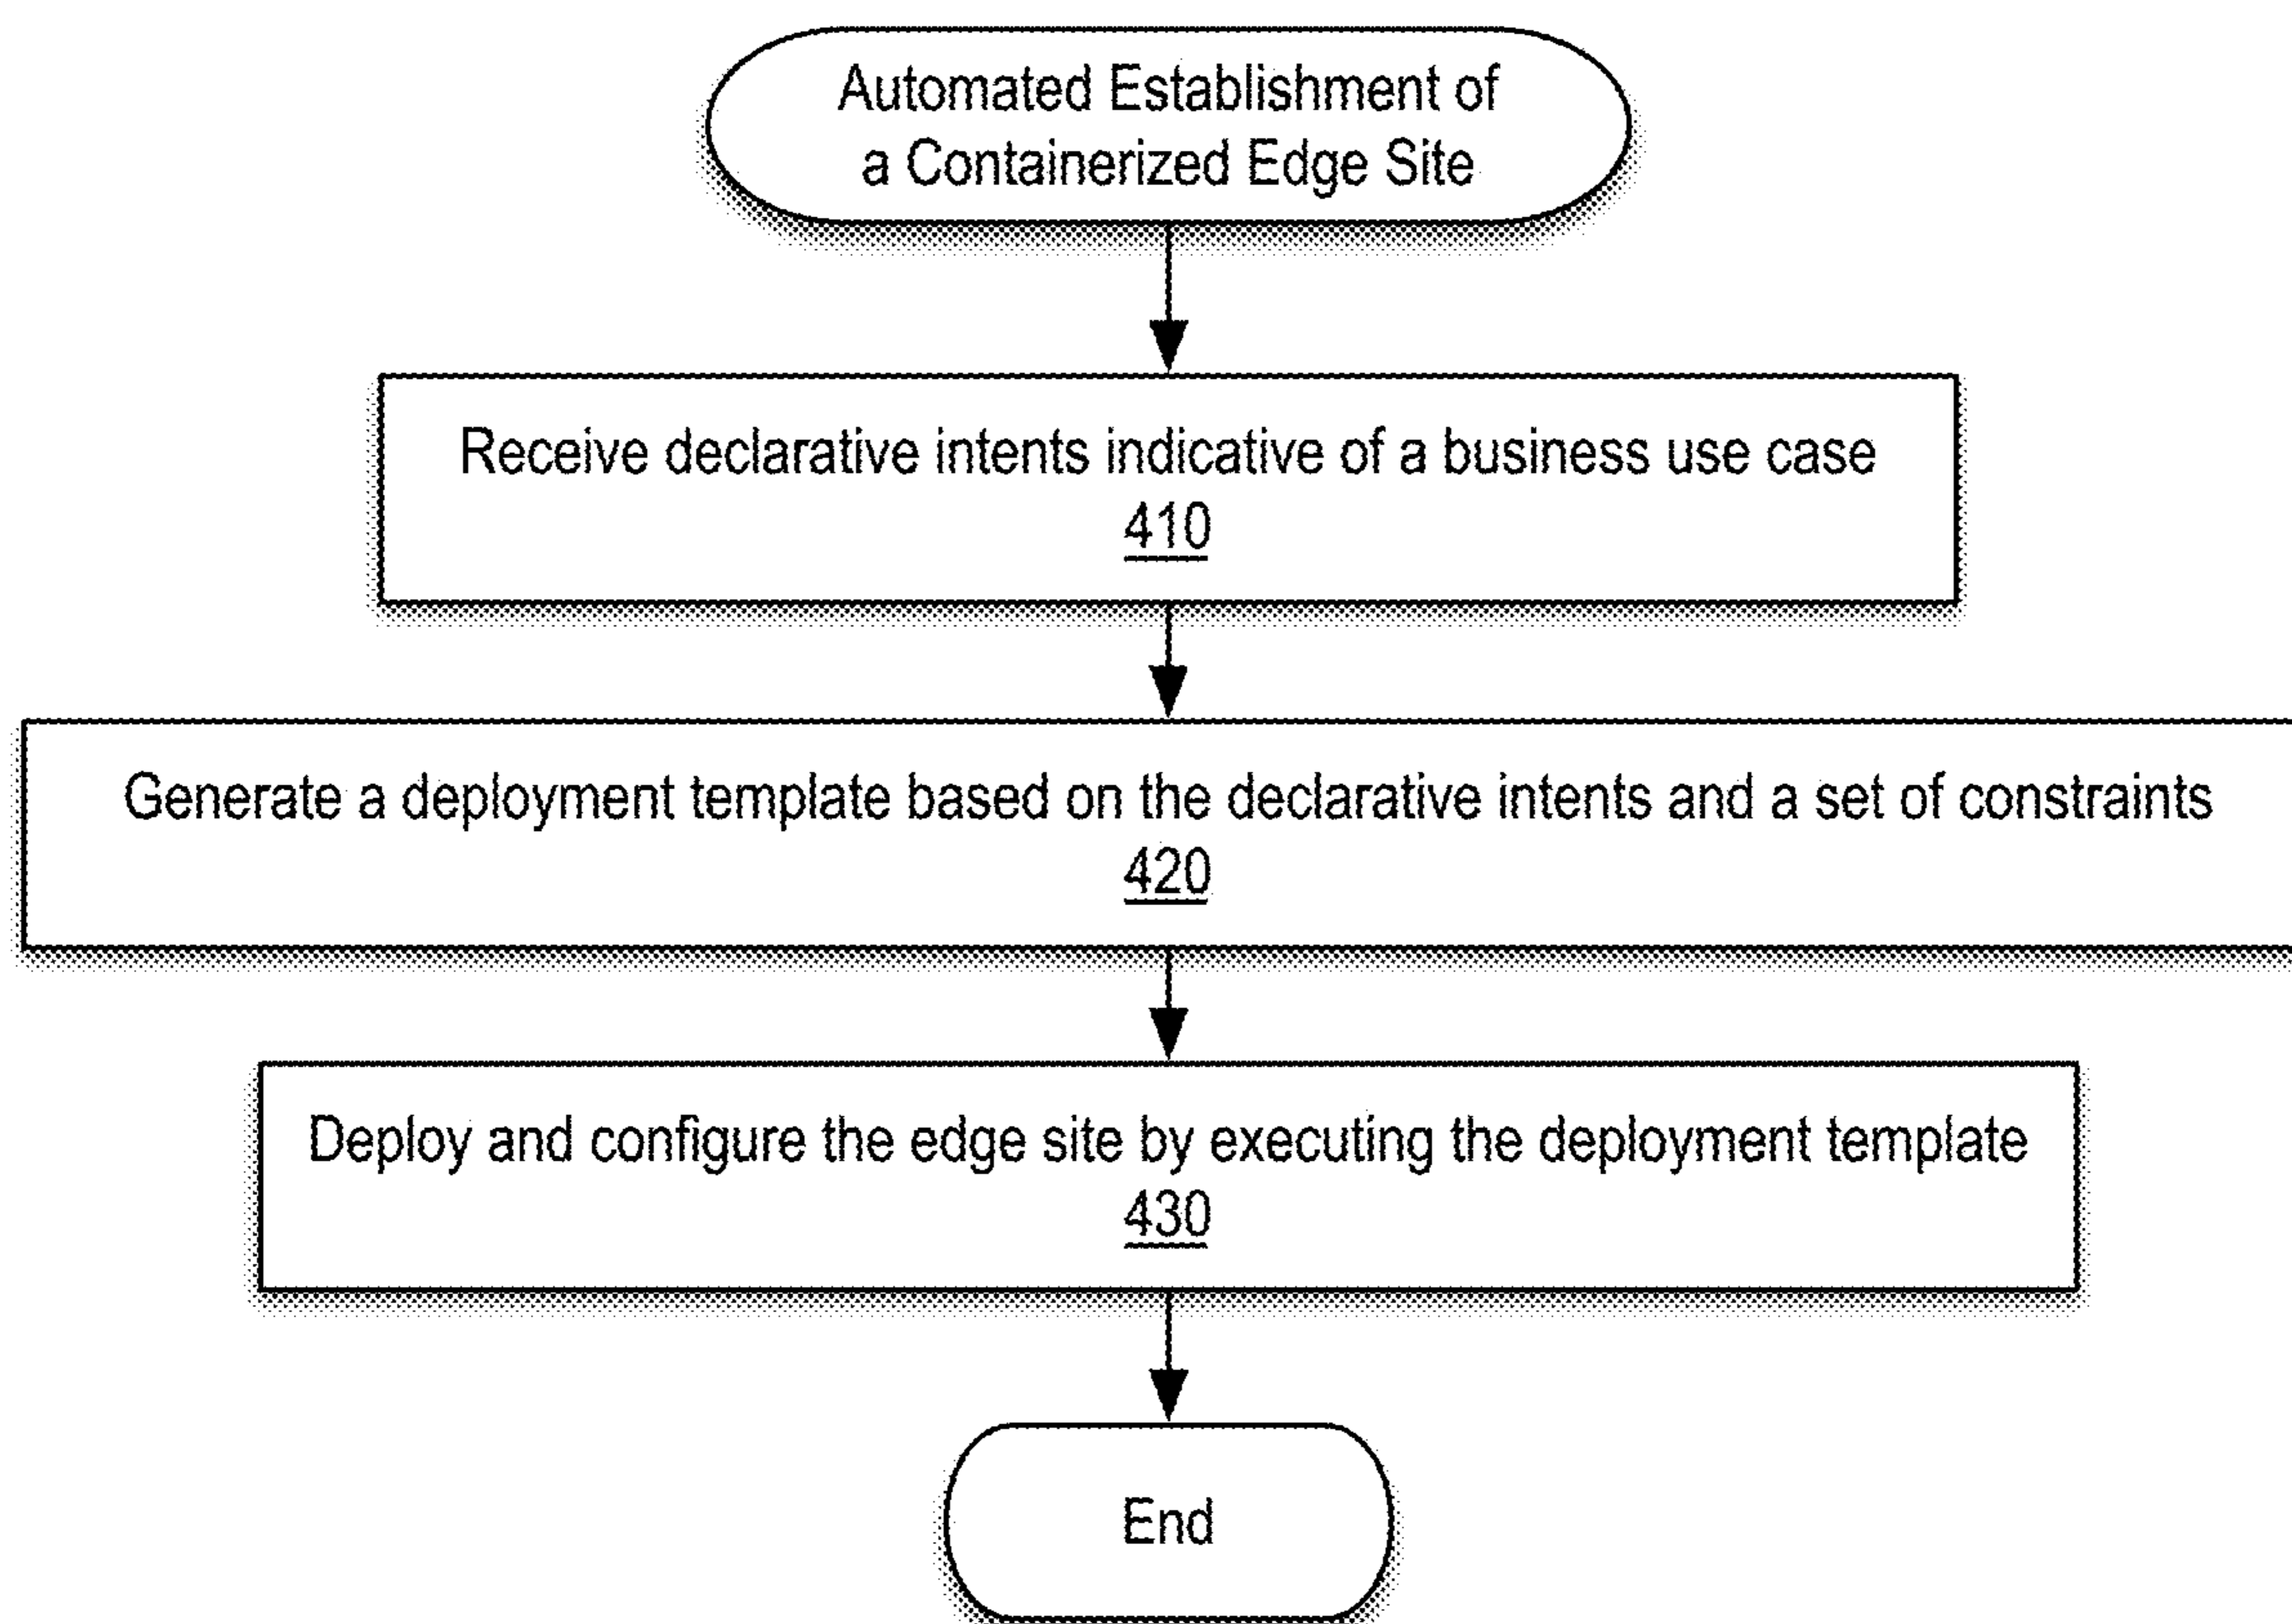 Automated Establishment of
a Containerized Edge Site
Receive declarative intents indicative of a business use case
410
Generate a deployment template based on the declarative intents and a set of constraints
420
Deploy and configure the edge site by executing the deployment template
430
End